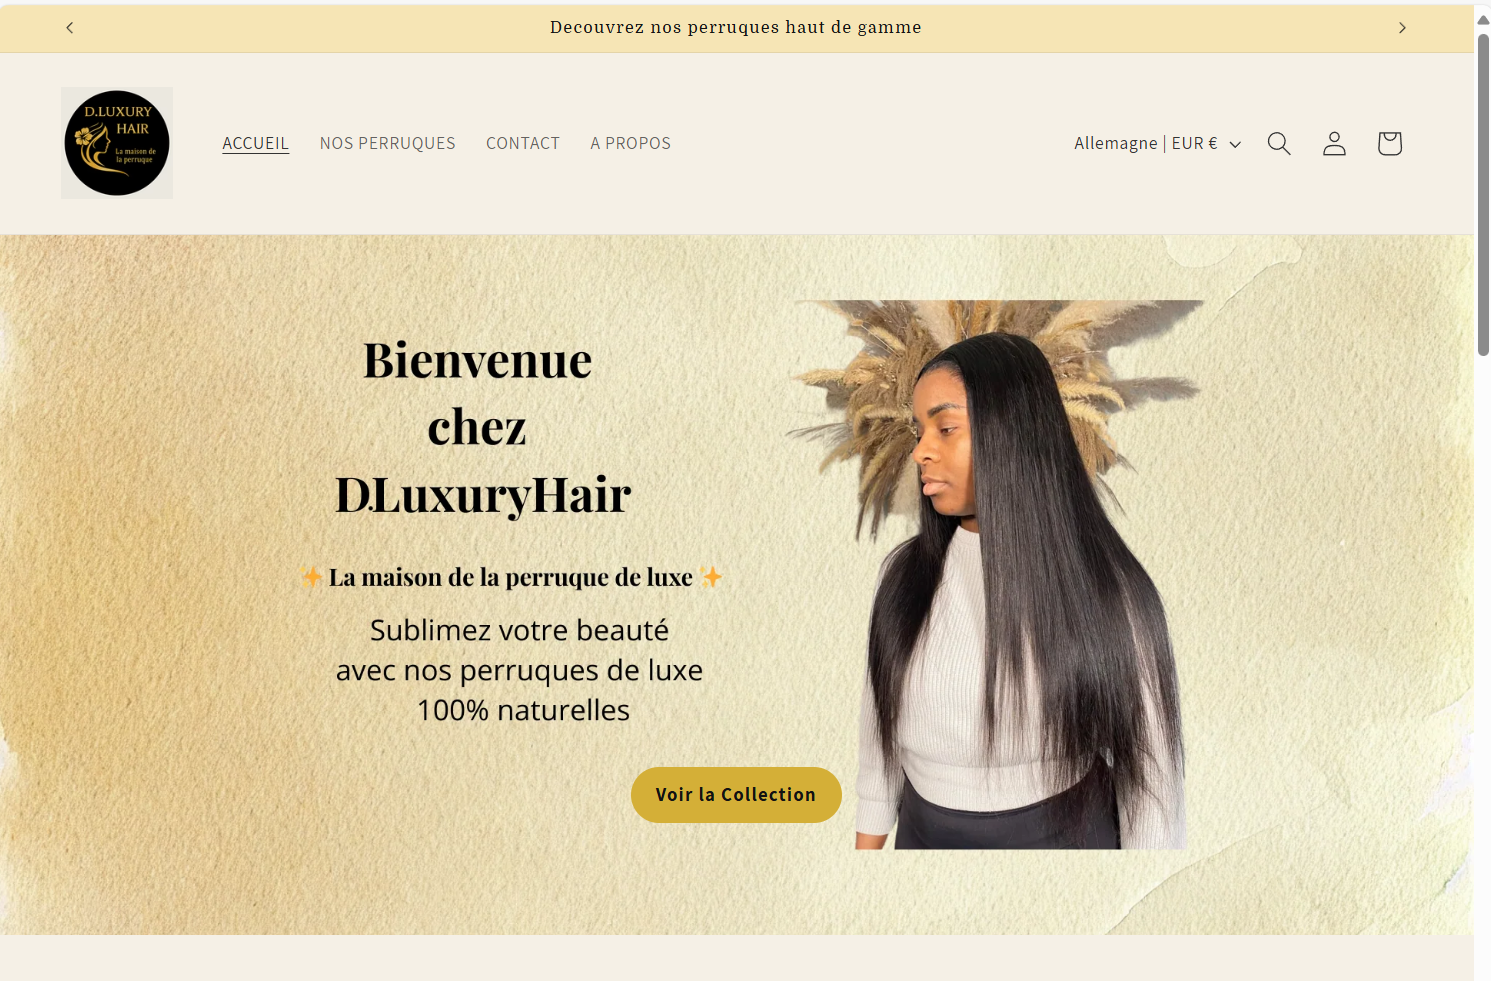 Decouvrez nos perruques haut de gamme
D.LUXURY
HAIR
La maison de
la perruque
ACCUEIL
NOS PERRUQUES
CONTACT
A PROPOS
Allemagne | EUR €
Bienvenue
chez
D.LuxuryHair
✨ La maison de la perruque de luxe ✨
Sublimez votre beauté
avec nos perruques de luxe
100% naturelles
Voir la Collection